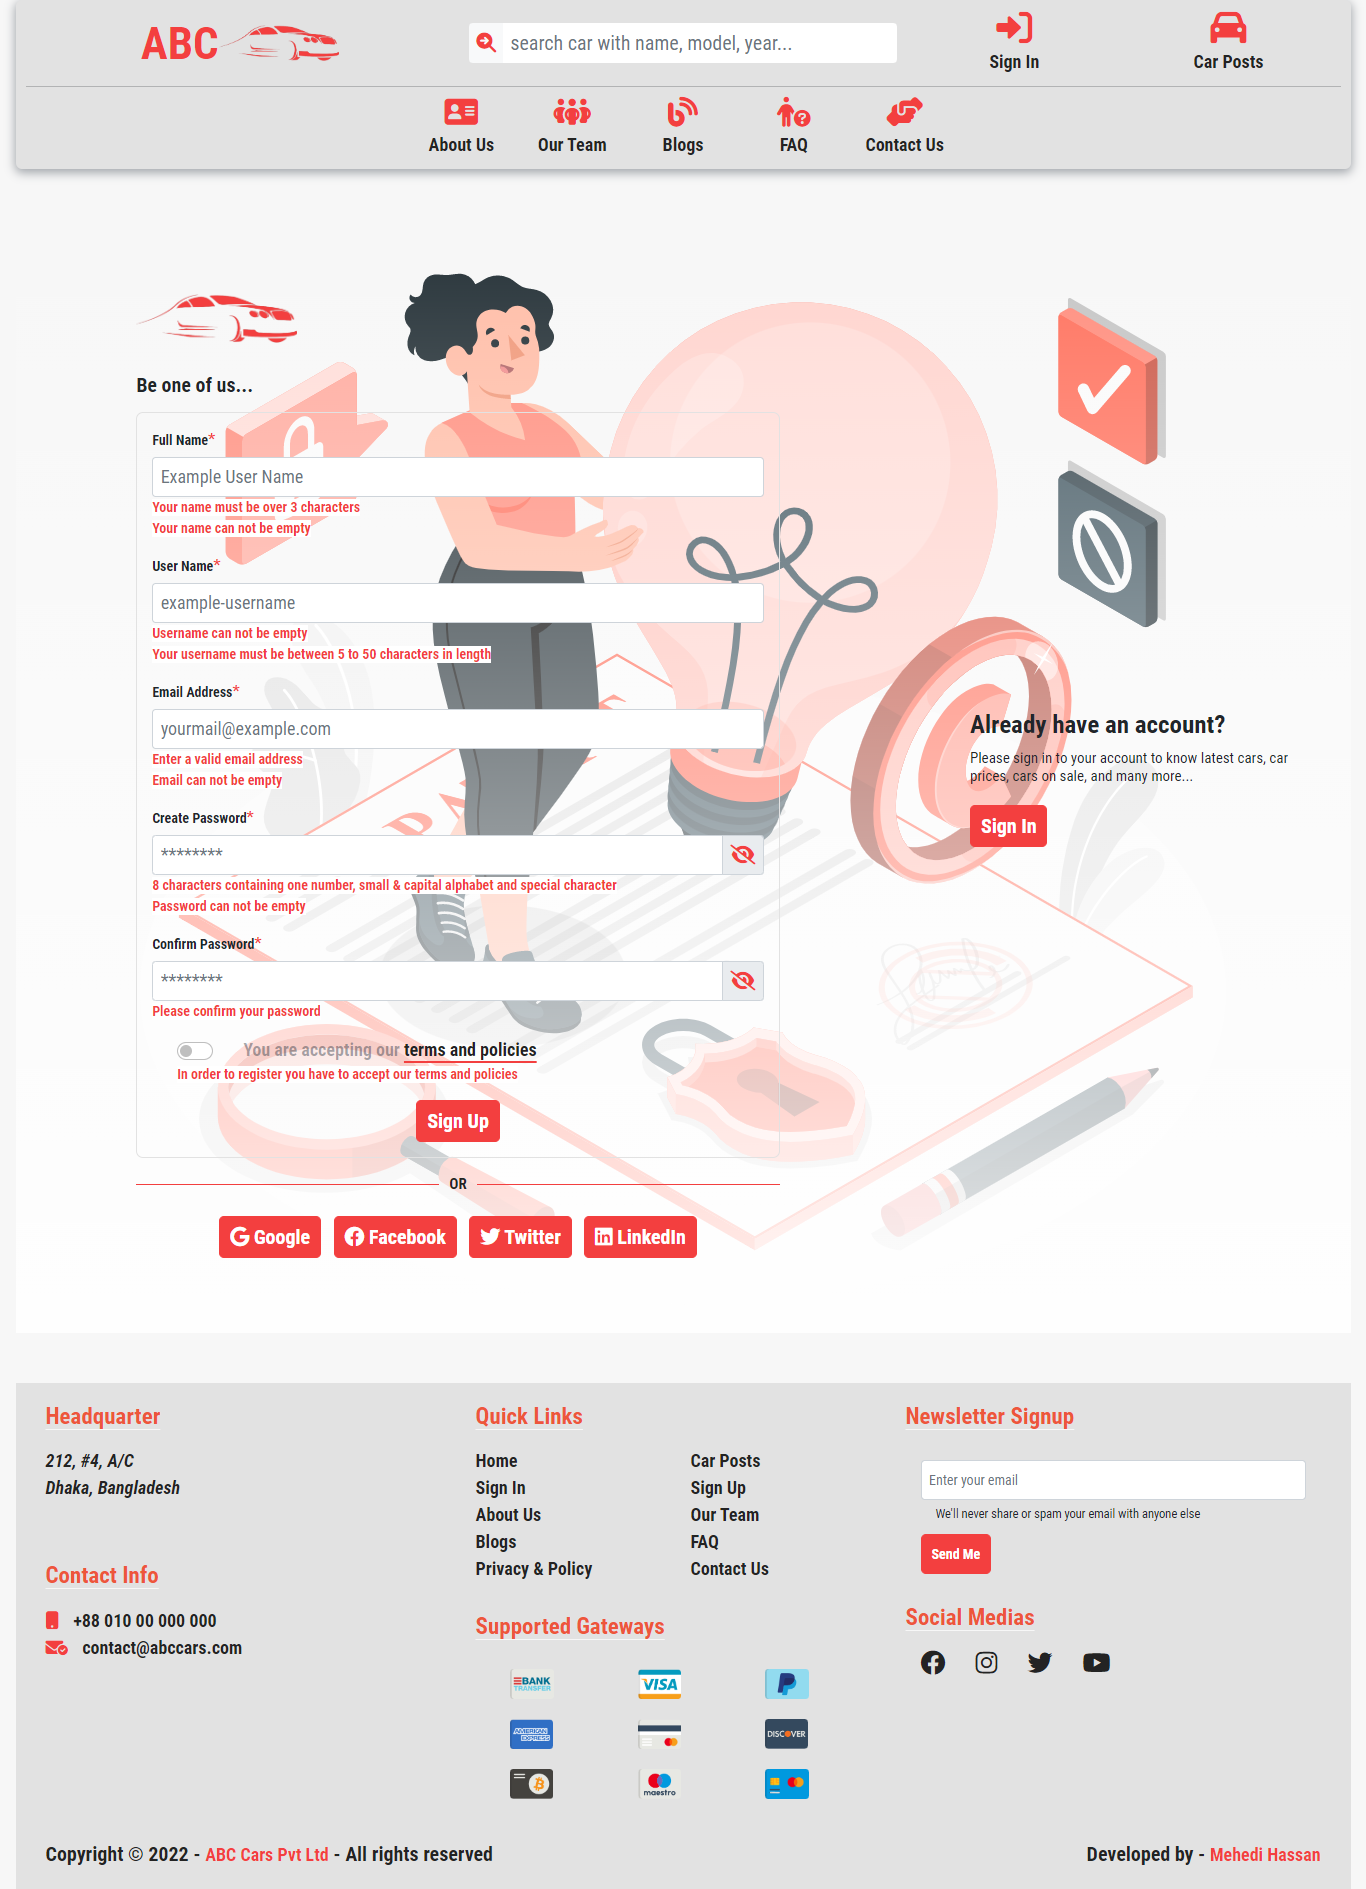 ABC
search car with name, model, year...
Sign In
Car Posts
About Us
Our Team
Blogs
FAQ
Contact Us
Be one of us...
Full Name*
Example User Name
Your name must be over 3 characters
Your name can not be empty
User Name*
example-username
Username can not be empty
Your username must be between 5 to 50 characters in length
Email Address*
yourmail@example.com
Enter a valid email address
Email can not be empty
Create Password*
********
8 characters containing one number, small & capital alphabet and special character
Password can not be empty
Confirm Password*
********
Please confirm your password
You are accepting our terms and policies
In order to register you have to accept our terms and policies
Sign Up
OR
Google
Facebook
Twitter
LinkedIn
Already have an account?
Please sign in to your account to know latest cars, car
prices, cars on sale, and many more...
Sign In
Headquarter
212, #4, A/C
Dhaka, Bangladesh
Contact Info
+88 010 00 000 000
contact@abccars.com
Quick Links
Home
Car Posts
Sign In
Sign Up
About Us
Our Team
Blogs
FAQ
Privacy & Policy
Contact Us
Supported Gateways
BANK
TRANSFER
VISA
AMERICAN
EXPRESS
DISCOVER
maestro
Newsletter Signup
Enter your email
We'll never share or spam your email with anyone else
Send Me
Social Medias
Copyright © 2022 - ABC Cars Pvt Ltd - All rights reserved
Developed by - Mehedi Hassan